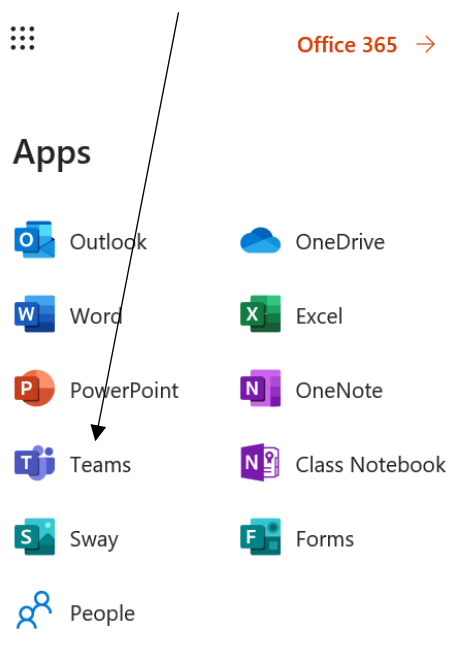 Office 365 →
Apps
O Outlook
OneDrive
W Word
X Excel
P PowerPoint
N OneNote
T Teams
N Class Notebook
S Sway
F Forms
People